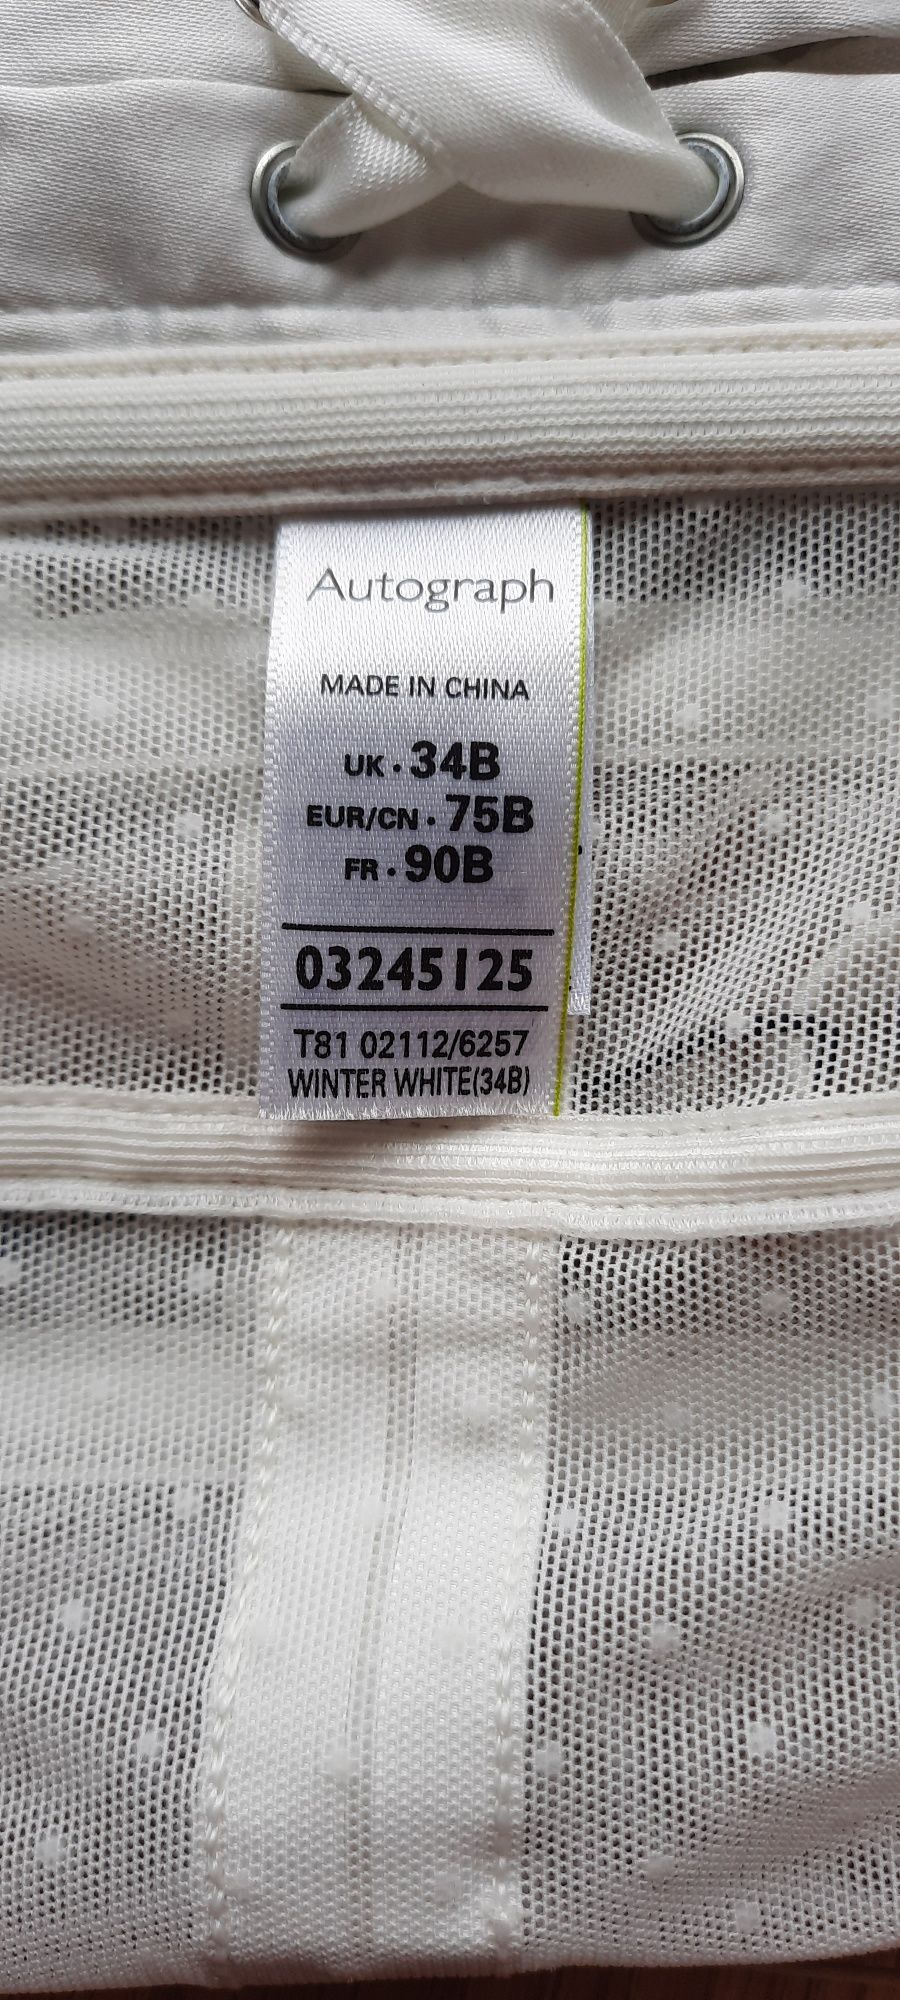 Autograph
MADE IN CHINA
UK · 34B
EUR/CN · 75B
FR · 90B
03245125
T81 02112/6257
WINTER WHITE(34B)